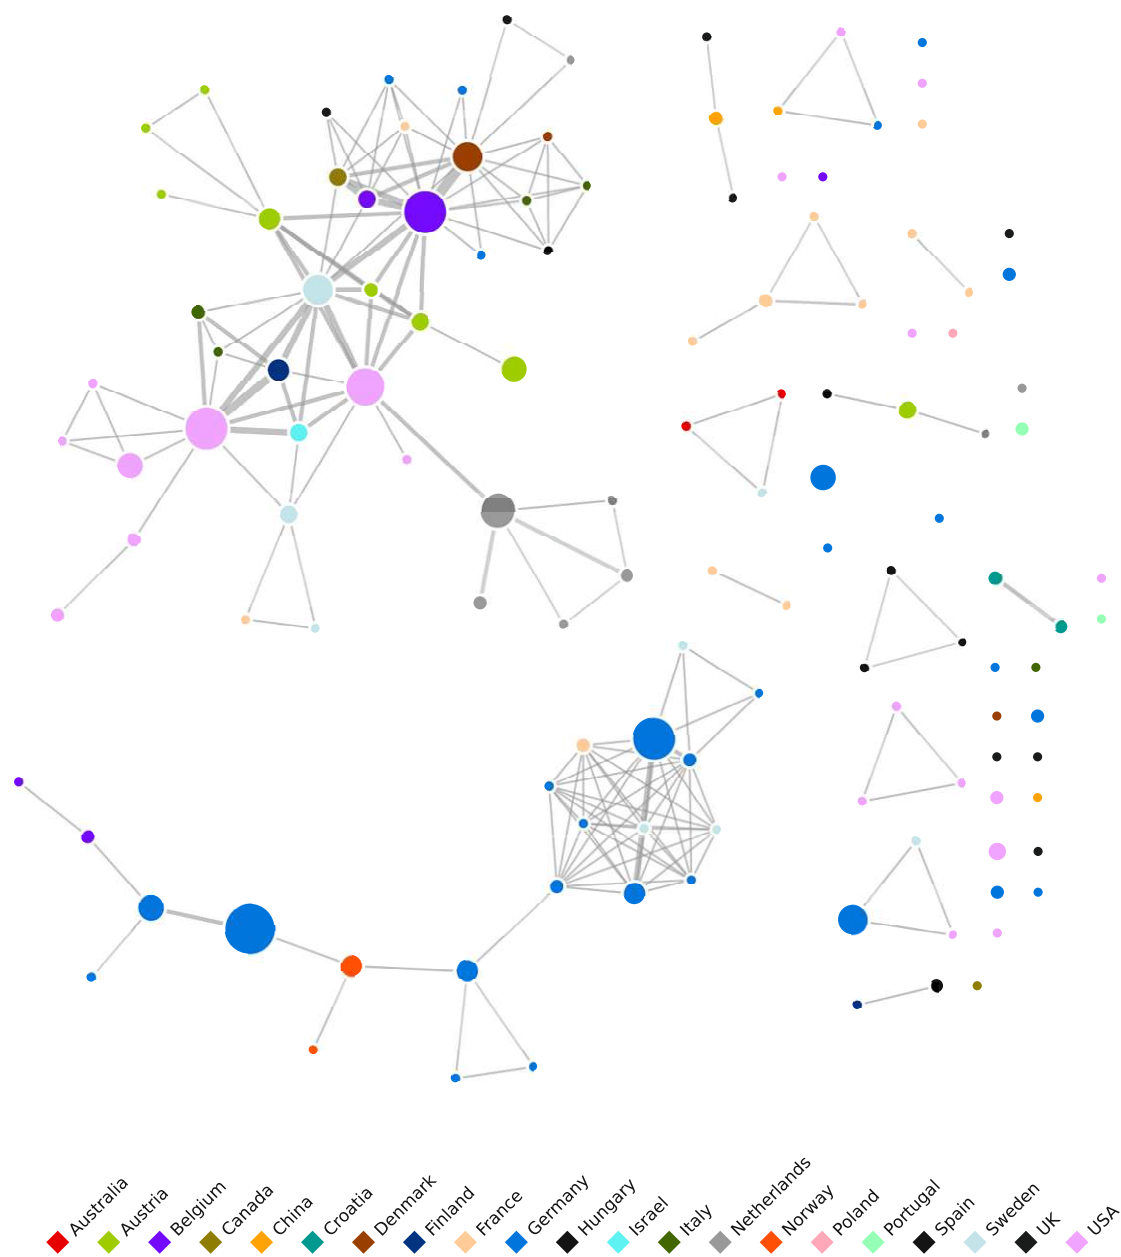 Australia
Austria
Belgium
Canada
China
Croatia
Denmark
Finland
France
Germany
Hungary
Israel
Italy
Netherlands
Norway
Poland
Portugal
Spain
Sweden
UK
USA